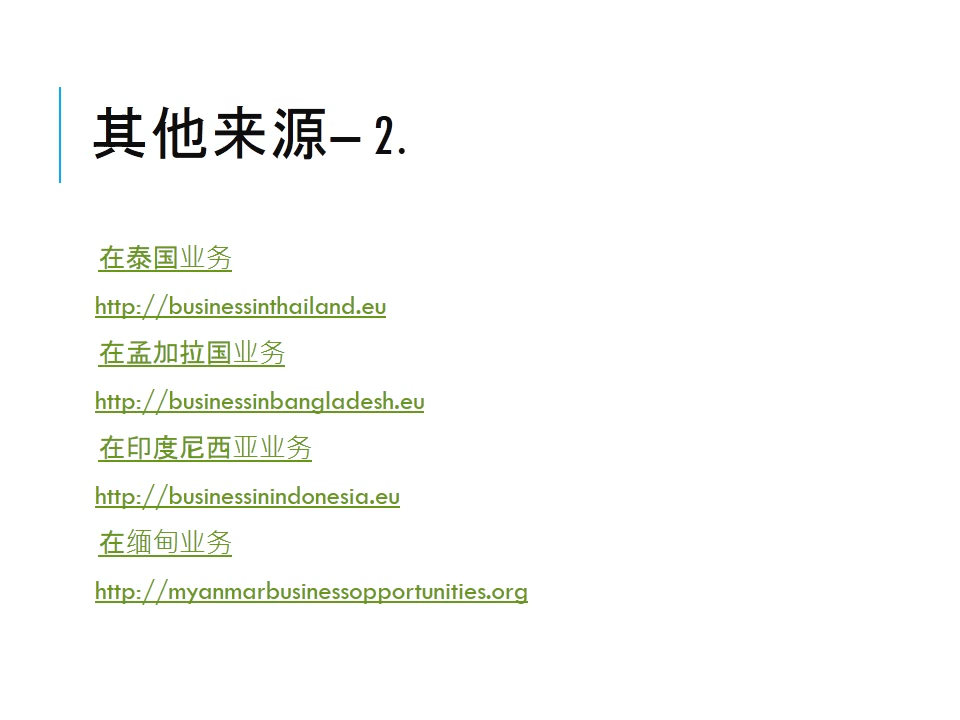 其他来源– 2.
在泰国业务
http://businessinthailand.eu
在孟加拉国业务
http://businessinbangladesh.eu
在印度尼西亚业务
http://businessinindonesia.eu
在缅甸业务
http://myanmarbusinessopportunities.org